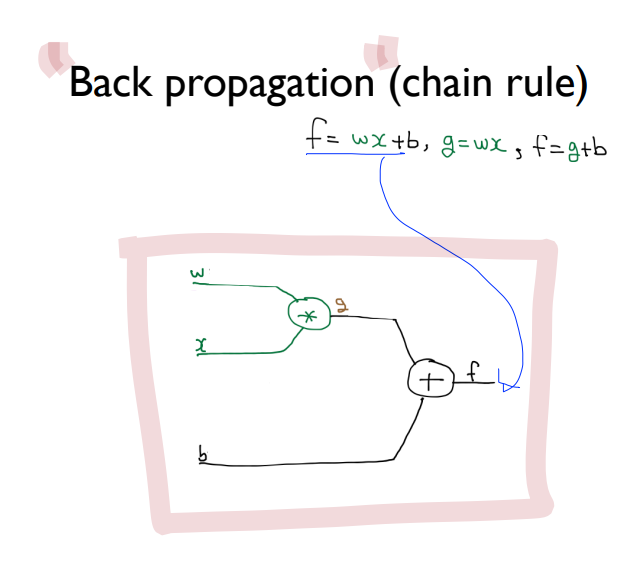 Back propagation (chain rule)
f = wx+b, g=wx, f=g+b
w
g
x
f
b